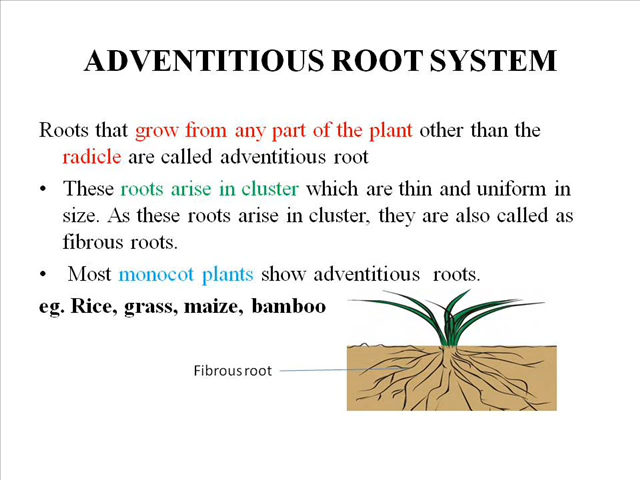 ADVENTITIOUS ROOT SYSTEM
Roots that grow from any part of the plant other than the
radicle are called adventitious root
• These roots arise in cluster which are thin and uniform in
size. As these roots arise in cluster, they are also called as
fibrous roots.
• Most monocot plants show adventitious roots.
eg. Rice, grass, maize, bamboo
Fibrous root